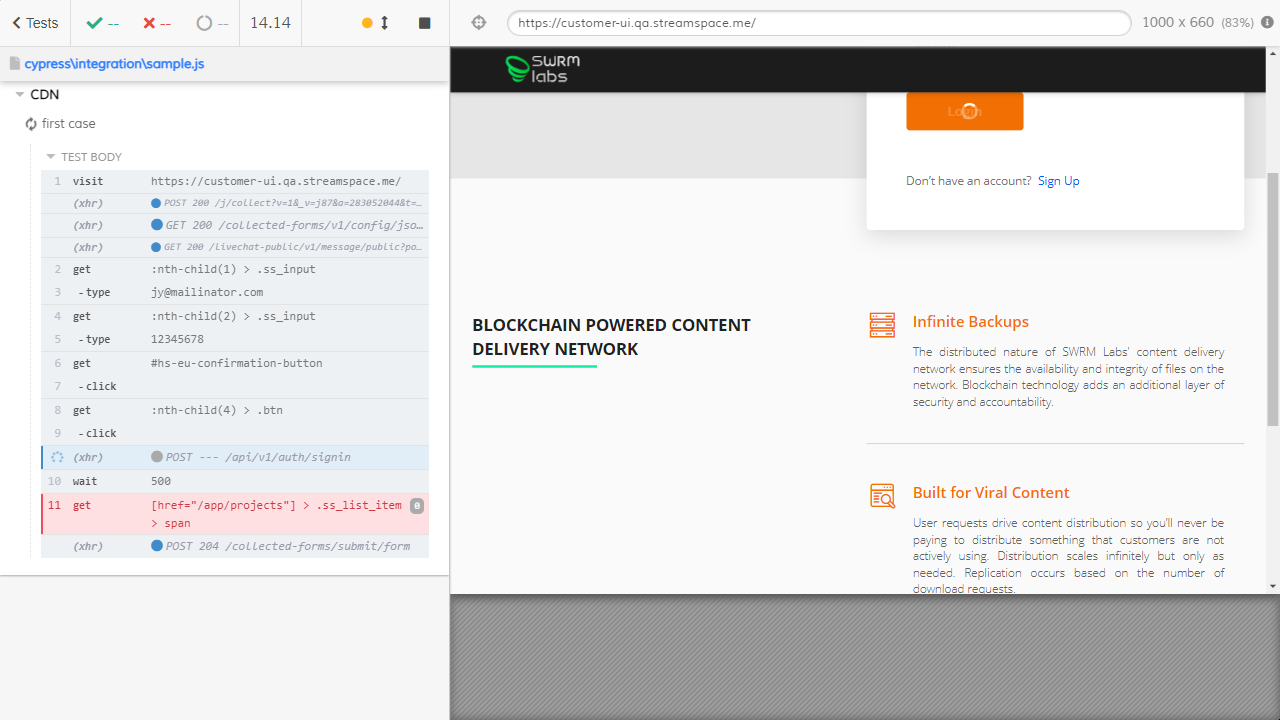 Tests
--
--
--
14.14
https://customer-ui.qa.streamspace.me/
1000 x 660 (83%)
cypress\integration\sample.js
CDN
first case
TEST BODY
1 visit https://customer-ui.qa.streamspace.me/
(xhr) POST 200 /j/collect?v=1&_v=j87&a=283052044&t=…
(xhr) GET 200 /collected-forms/v1/config/jso…
(xhr) GET 200 /livechat-public/v1/message/public?po…
2 get :nth-child(1) > .ss_input
3 -type jy@mailinator.com
4 get :nth-child(2) > .ss_input
5 -type 12345678
6 get #hs-eu-confirmation-button
7 -click
8 get :nth-child(4) > .btn
9 -click
(xhr) POST --- /api/v1/auth/signin
10 wait 500
11 get [href="/app/projects"] > .ss_list_item
> span
(xhr) POST 204 /collected-forms/submit/form
SWRM
labs
Login
Don't have an account? Sign Up
BLOCKCHAIN POWERED CONTENT
DELIVERY NETWORK
Infinite Backups
The distributed nature of SWRM Labs' content delivery
network ensures the availability and integrity of files on the
network. Blockchain technology adds an additional layer of
security and accountability.
Built for Viral Content
User requests drive content distribution so you'll never be
paying to distribute something that customers are not
actively using. Distribution scales infinitely but only as
needed. Replication occurs based on the number of
download requests.